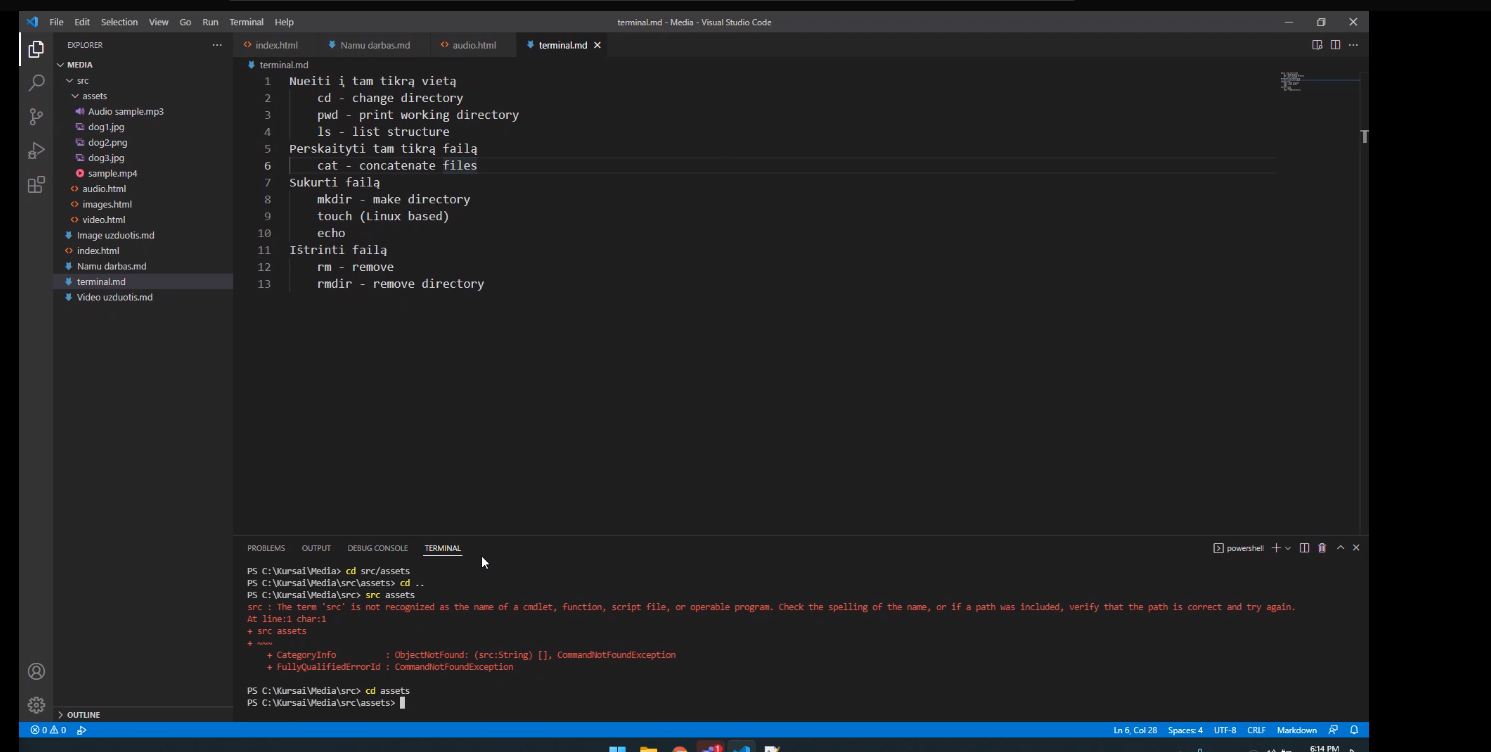 File Edit Selection View Go Run Terminal Help
terminal.md - Media - Visual Studio Code
EXPLORER
MEDIA
src
assets
Audio sample.mp3
dog1.jpg
dog2.png
dog3.jpg
sample.mp4
audio.html
images.html
video.html
Image uzduotis.md
index.html
Namu darbas.md
terminal.md
Video uzduotis.md
OUTLINE
index.html Namu darbas.md audio.html terminal.md
terminal.md
1 Nueiti į tam tikrą vietą
2 cd - change directory
3 pwd - print working directory
4 ls - list structure
5 Perskaityti tam tikrą failą
6 cat - concatenate files
7 Sukurti failą
8 mkdir - make directory
9 touch (Linux based)
10 echo
11 Ištrinti failą
12 rm - remove
13 rmdir - remove directory
PROBLEMS OUTPUT DEBUG CONSOLE TERMINAL
powershell
PS C:\Kursai\Media> cd src/assets
PS C:\Kursai\Media\src\assets> cd ..
PS C:\Kursai\Media\src> src assets
src : The term 'src' is not recognized as the name of a cmdlet, function, script file, or operable program. Check the spelling of the name, or if a path was included, verify that the path is correct and try again.
At line:1 char:1
+ src assets
+ ~~~
+ CategoryInfo : ObjectNotFound: (src:String) [], CommandNotFoundException
+ FullyQualifiedErrorId : CommandNotFoundException
PS C:\Kursai\Media\src> cd assets
PS C:\Kursai\Media\src\assets>
0 0
Ln 6, Col 28 Spaces: 4 UTF-8 CRLF Markdown
1
6:14 PM